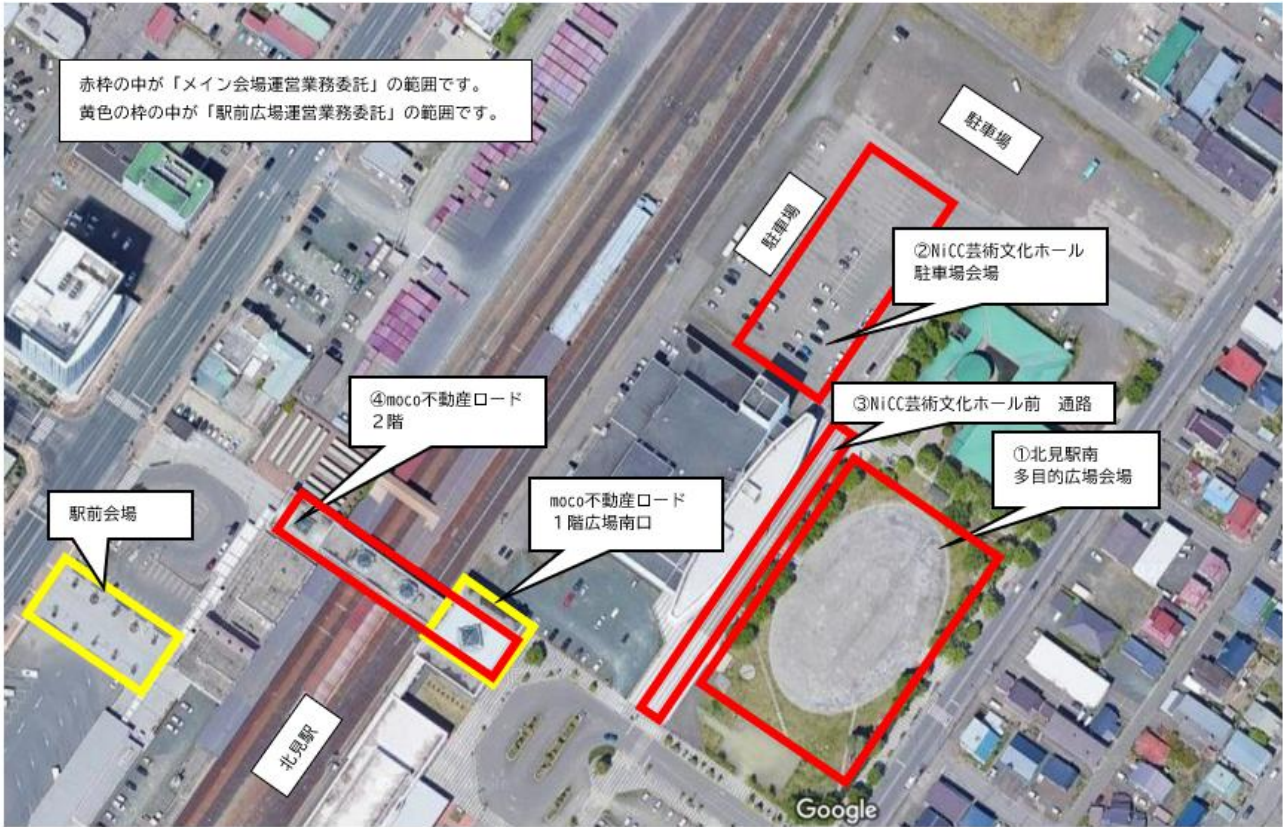 赤枠の中が「メイン会場運営業務委託」の範囲です。
黄色の枠の中が「駅前広場運営業務委託」の範囲です。
駐車場
駐車場
②NiCC芸術文化ホール
駐車場会場
④moco不動産ロード
２階
③NiCC芸術文化ホール前　通路
①北見駅南
多目的広場会場
駅前会場
moco不動産ロード
１階広場南口
北見駅
Google